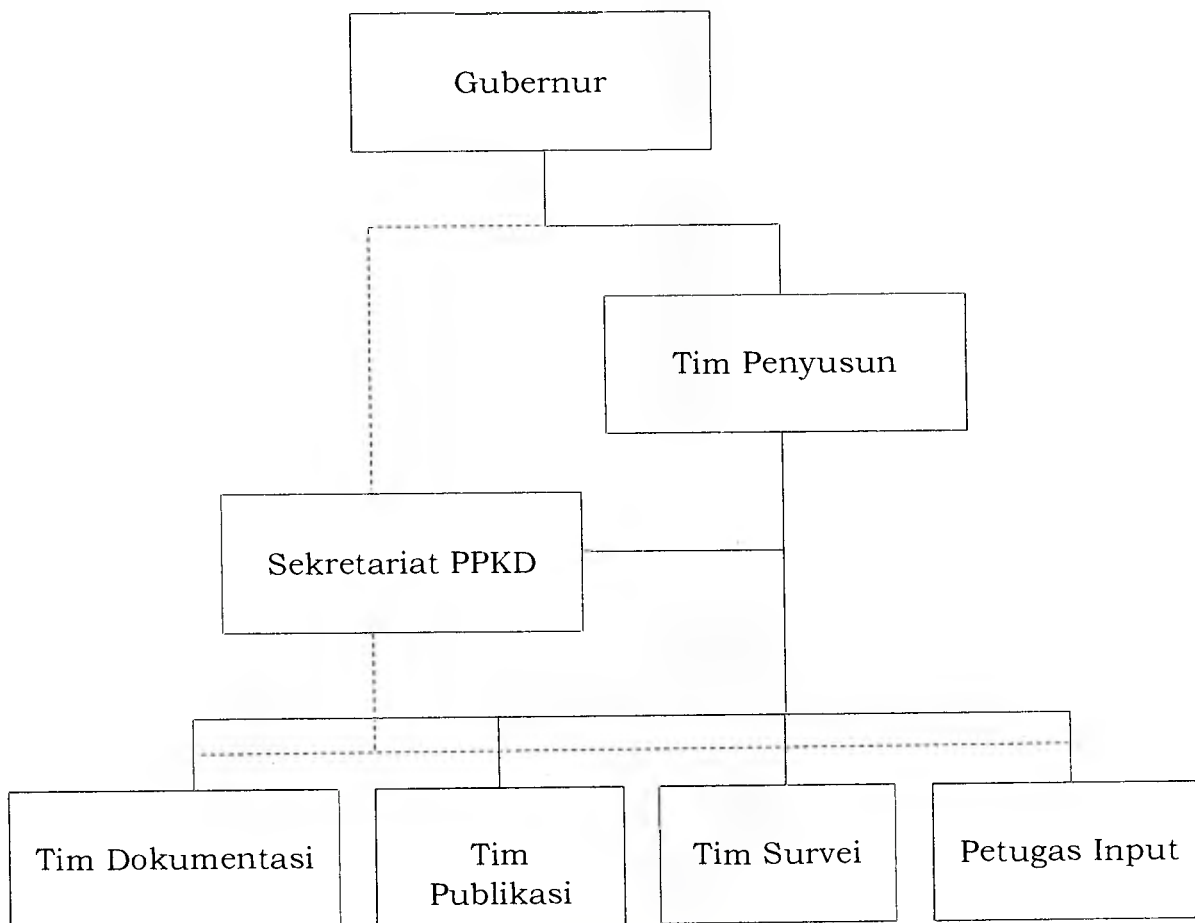 Gubernur
Tim Penyusun
Sekretariat PPKD
Tim Dokumentasi
Tim
Publikasi
Tim Survei
Petugas Input